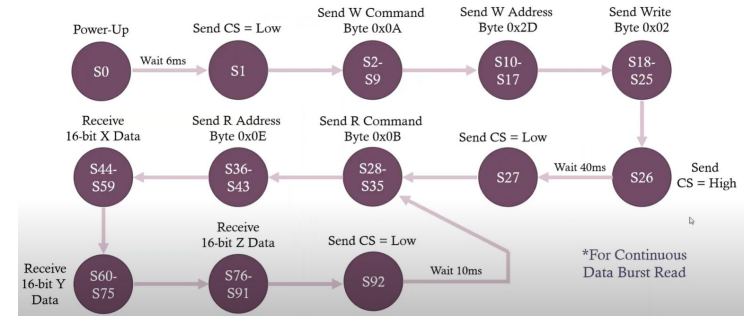 Power-Up
S0
Wait 6ms
Send CS = Low
S1
Send W Command
Byte 0x0A
S2-
S9
Send W Address
Byte 0x2D
S10-
S17
Send Write
Byte 0x02
S18-
S25
S26
Send
CS = High
Wait 40ms
Send CS = Low
S27
Send R Command
Byte 0x0B
S28-
S35
Send R Address
Byte 0x0E
S36-
S43
Receive
16-bit X Data
S44-
S59
Receive
16-bit Y
Data
S60-
S75
Receive
16-bit Z Data
S76-
S91
Send CS = Low
S92
Wait 10ms
*For Continuous
Data Burst Read